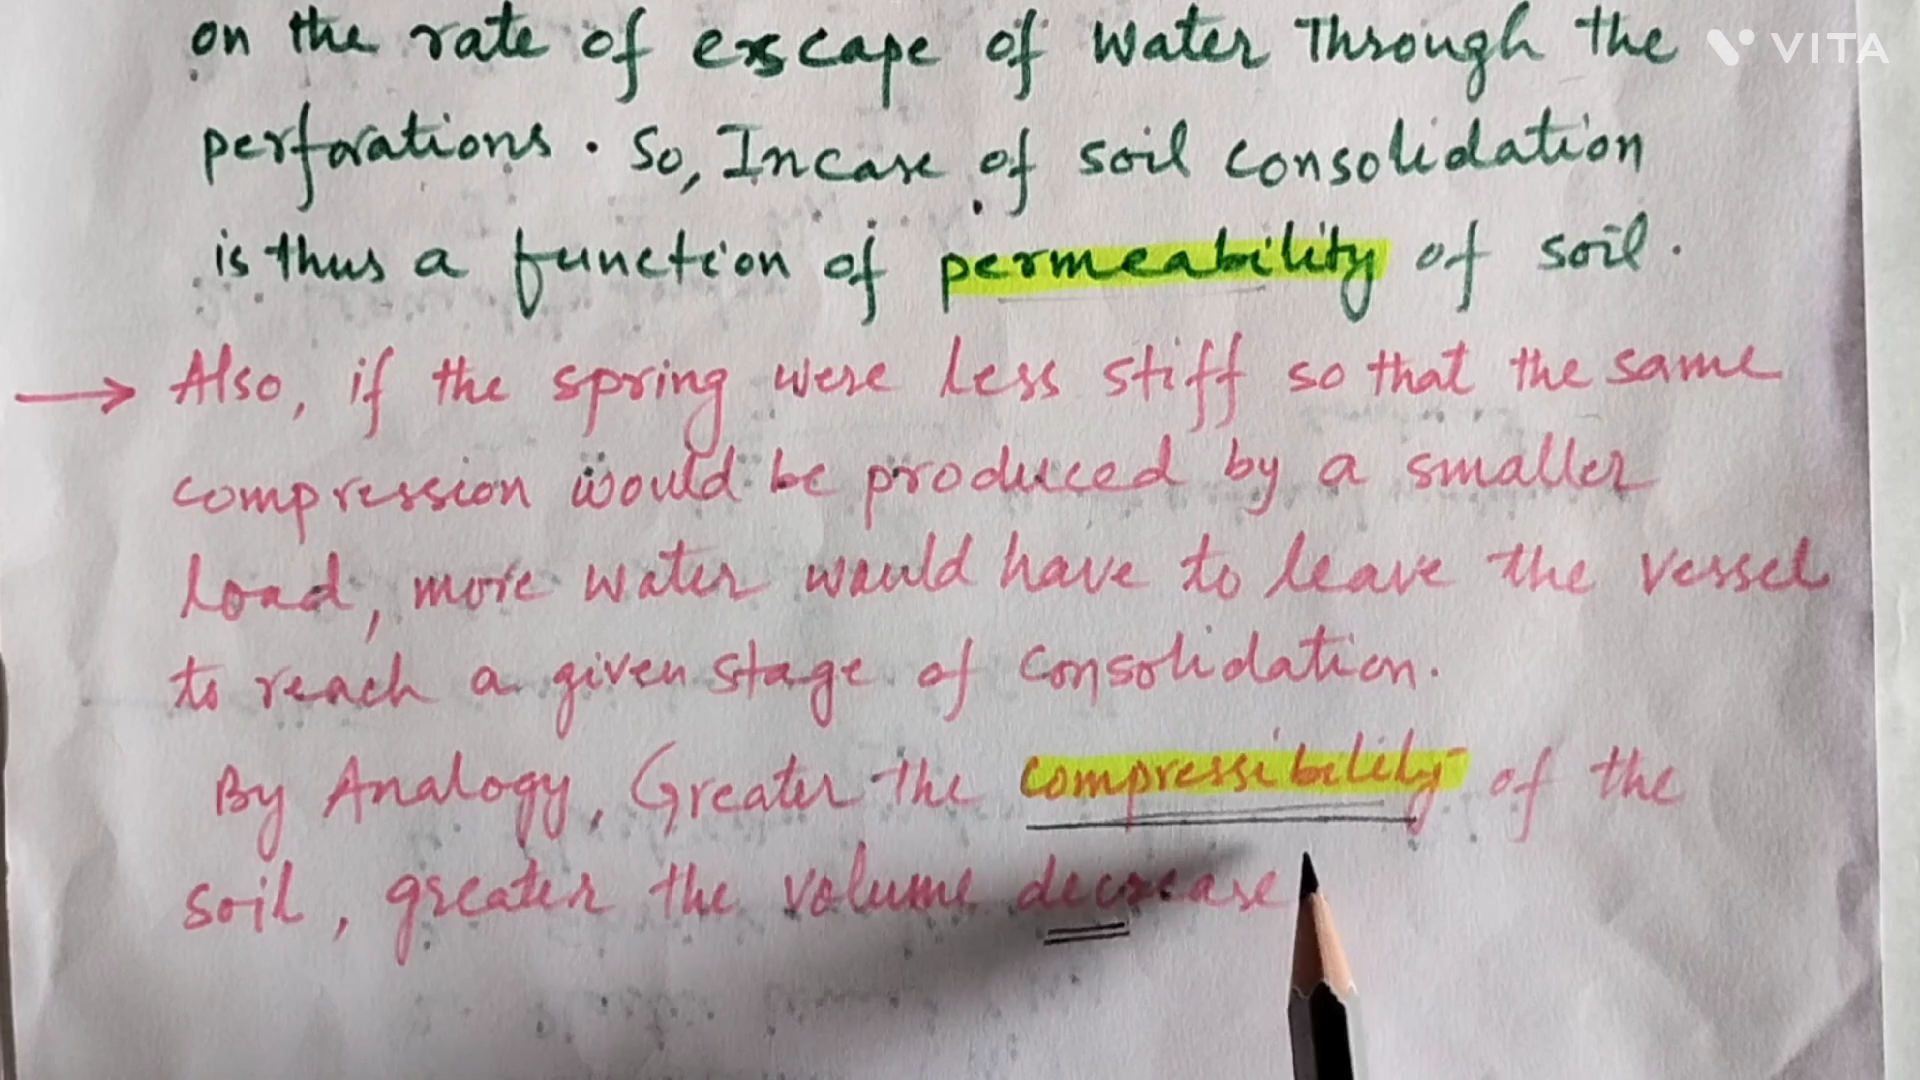 on the rate of exscape of water through the
VITA
perforations. So, Incase of soil consolidation
is thus a function of permeability of soil.
→ Also, if the spring were less stiff so that the same
compression would be produced by a smaller
load, more water would have to leave the vessel
to reach a given stage of consolidation.
By Analogy, Greater the compressibility of the
soil, greater the volume decrease